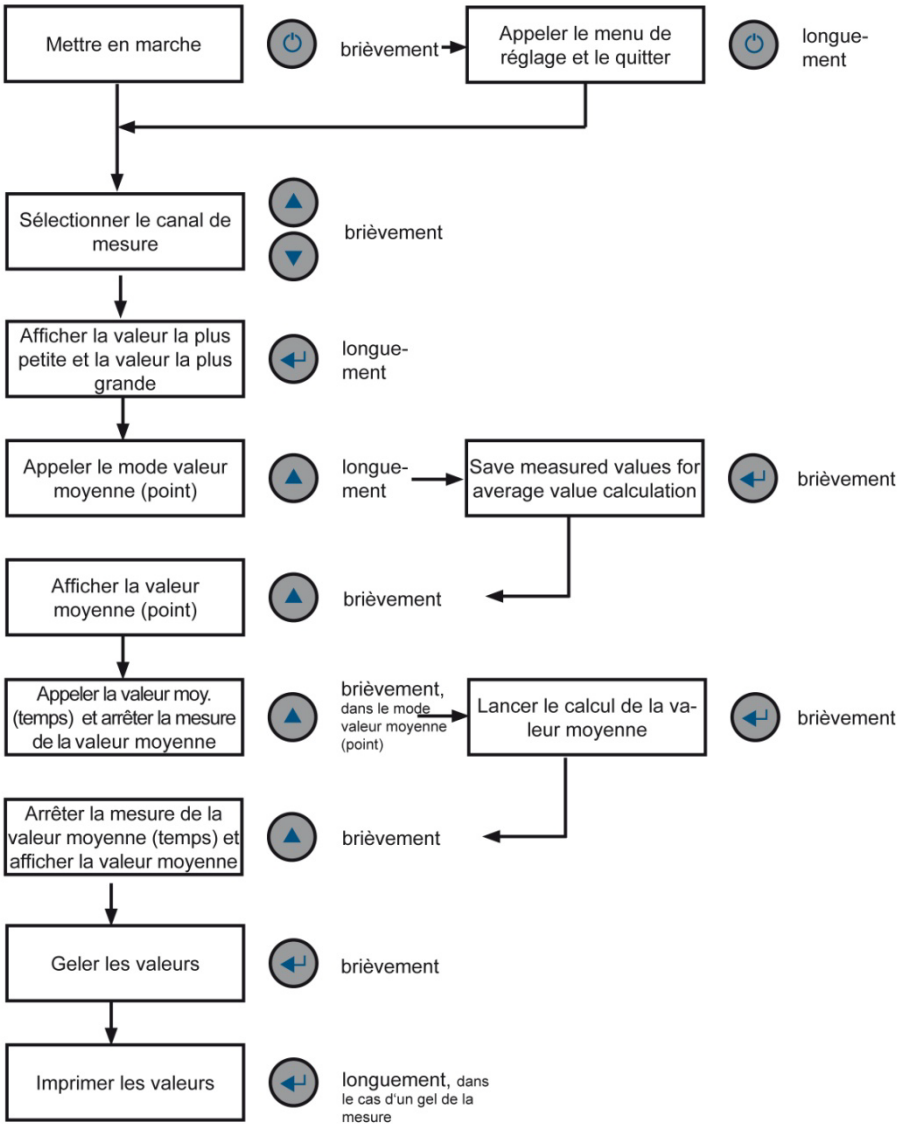 Mettre en marche
brièvement
Appeler le menu de
réglage et le quitter
longue-
ment
Sélectionner le canal de
mesure
brièvement
Afficher la valeur la plus
petite et la valeur la plus
grande
longue-
ment
Appeler le mode valeur
moyenne (point)
longue-
ment
Save measured values for
average value calculation
brièvement
Afficher la valeur
moyenne (point)
brièvement
Appeler la valeur moy.
(temps) et arrêter la mesure
de la valeur moyenne
brièvement,
dans le mode
valeur moyenne
(point)
Lancer le calcul de la va-
leur moyenne
brièvement
Arrêter la mesure de la
valeur moyenne (temps) et
afficher la valeur moyenne
brièvement
Geler les valeurs
brièvement
Imprimer les valeurs
longuement, dans
le cas d'un gel de la
mesure